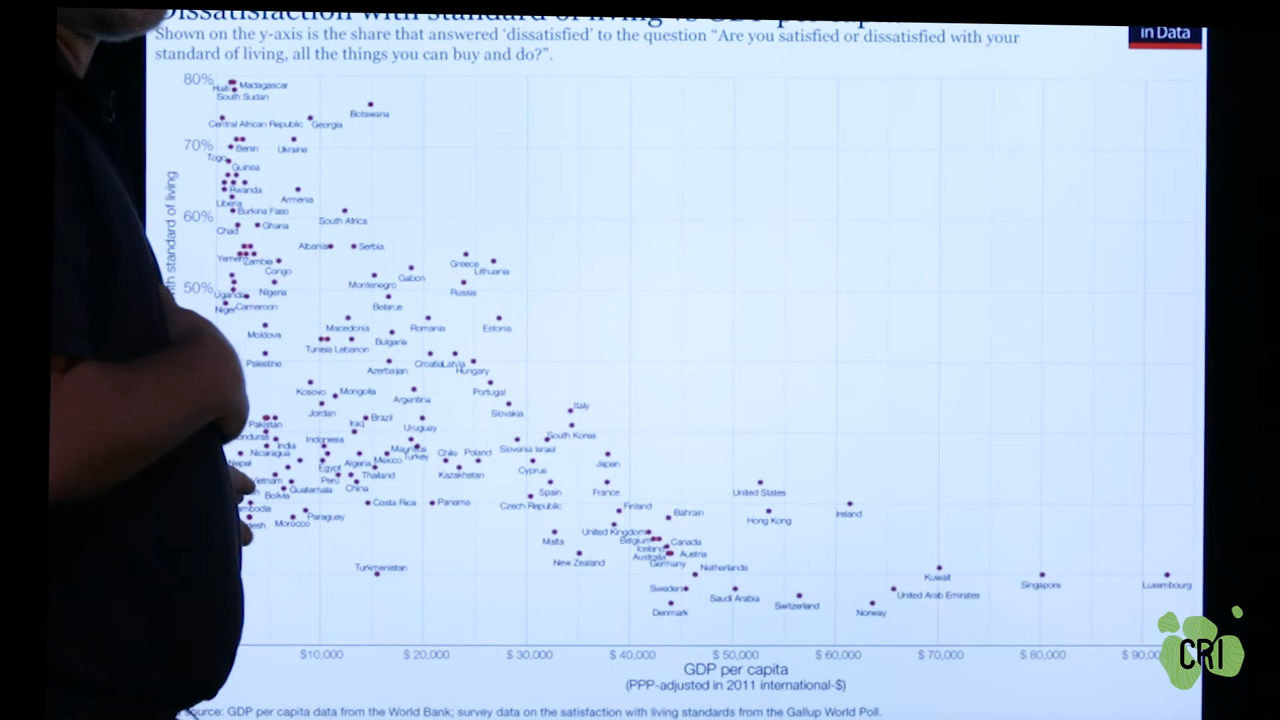 Dissatisfaction with standard of living vs GDP per capita
Shown on the y-axis is the share that answered 'dissatisfied' to the question "Are you satisfied or dissatisfied with your
standard of living, all the things you can buy and do?".
in Data
80%
Haiti
Madagascar
South Sudan
Botswana
Central African Republic
Georgia
70%
Benin
Ukraine
Togo
Guinea
Rwanda
Armenia
Liberia
Burkina Faso
60%
South Africa
Chad
Ghana
Albania
Serbia
Yemen
Zambia
Greece
Lithuania
Congo
Gabon
Montenegro
50%
Uganda
Nigeria
Russia
Niger
Cameroon
Belarus
with standard of living
Moldova
Macedonia
Romania
Estonia
Bulgaria
Tunisia
Lebanon
Palestine
Azerbaijan
Croatia
Latvia
Hungary
Kosovo
Mongolia
Argentina
Portugal
Jordan
Slovakia
Italy
Pakistan
Iraq
Brazil
Uruguay
onduras
Indonesia
South Korea
India
Nicaragua
Mauritius
Turkey
Chile
Poland
Slovenia
Israel
Nepal
Egypt
Algeria
Mexico
Kazakhstan
Cyprus
Japan
Vietnam
Peru
Thailand
Bolivia
Guatemala
China
Spain
France
United States
mbodia
Costa Rica
Panama
Czech Republic
Finland
Ireland
desh
Morocco
Paraguay
Bahrain
Hong Kong
Malta
United Kingdom
Belgium
Canada
Iceland
Australia
Austria
New Zealand
Germany
Turkmenistan
Netherlands
Kuwait
Singapore
Luxembourg
Sweden
Saudi Arabia
United Arab Emirates
Denmark
Switzerland
Norway
$10,000
$ 20,000
$ 30,000
$ 40,000
$ 50,000
$ 60,000
$ 70,000
$ 80,000
$ 90,00
GDP per capita
(PPP-adjusted in 2011 international-$)
source: GDP per capita data from the World Bank; survey data on the satisfaction with living standards from the Gallup World Poll.
CRI